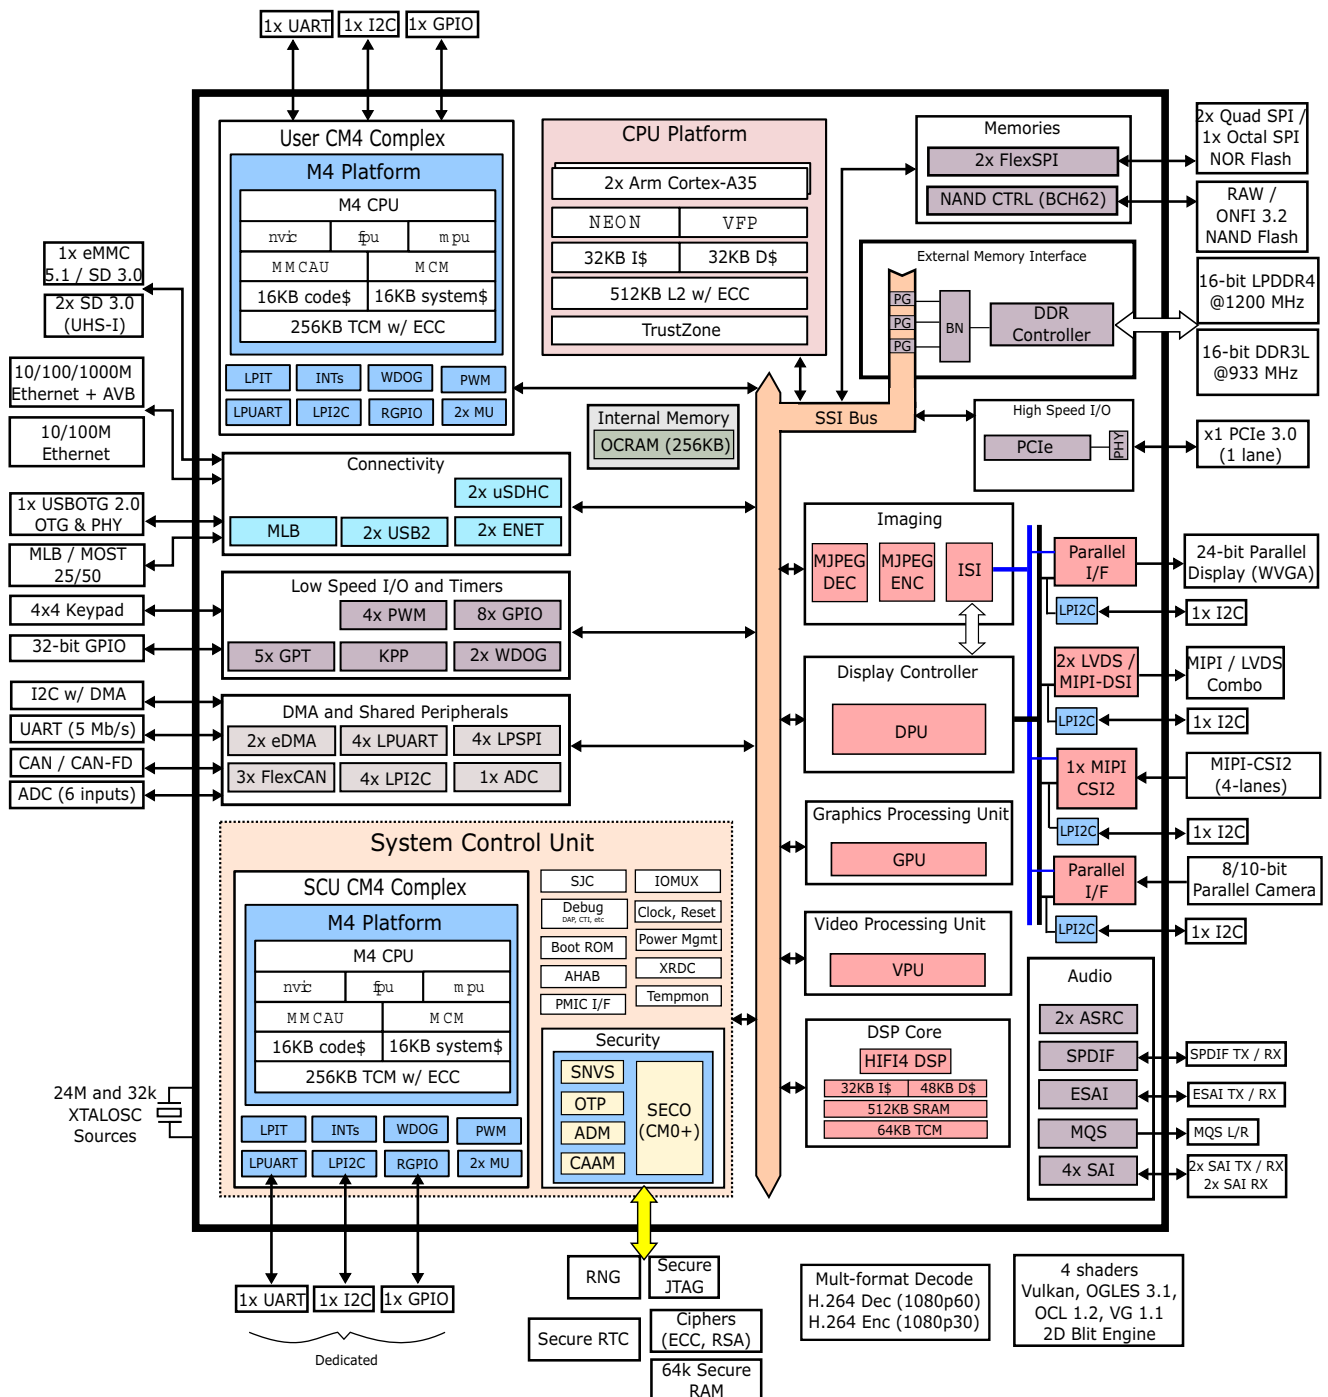 1x UART
1x I2C
1x GPIO
User CM4 Complex
M4 Platform
M4 CPU
nvic
fpu
mpu
MMCAU
MCM
16KB code$
16KB system$
256KB TCM w/ ECC
LPIT
INTs
WDOG
PWM
LPUART
LPI2C
RGPIO
2x MU
CPU Platform
2x Arm Cortex-A35
NEON
VFP
32KB I$
32KB D$
512KB L2 w/ ECC
TrustZone
Memories
2x FlexSPI
NAND CTRL (BCH62)
2x Quad SPI /
1x Octal SPI
NOR Flash
RAW /
ONFI 3.2
NAND Flash
External Memory Interface
PG
PG
PG
BN
DDR
Controller
16-bit LPDDR4
@1200 MHz
16-bit DDR3L
@933 MHz
1x eMMC
5.1 / SD 3.0
2x SD 3.0
(UHS-I)
10/100/1000M
Ethernet + AVB
10/100M
Ethernet
1x USBOTG 2.0
OTG & PHY
MLB / MOST
25/50
4x4 Keypad
32-bit GPIO
I2C w/ DMA
UART (5 Mb/s)
CAN / CAN-FD
ADC (6 inputs)
Internal Memory
OCRAM (256KB)
SSI Bus
High Speed I/O
PCIe
PHY
x1 PCIe 3.0
(1 lane)
Connectivity
2x uSDHC
MLB
2x USB2
2x ENET
Low Speed I/O and Timers
4x PWM
8x GPIO
5x GPT
KPP
2x WDOG
DMA and Shared Peripherals
2x eDMA
4x LPUART
4x LPSPI
3x FlexCAN
4x LPI2C
1x ADC
Imaging
MJPEG
DEC
MJPEG
ENC
ISI
Display Controller
DPU
Graphics Processing Unit
GPU
Video Processing Unit
VPU
DSP Core
HIFI4 DSP
32KB I$
48KB D$
512KB SRAM
64KB TCM
Parallel
I/F
24-bit Parallel
Display (WVGA)
LPI2C
1x I2C
2x LVDS /
MIPI-DSI
MIPI / LVDS
Combo
LPI2C
1x I2C
1x MIPI
CSI2
MIPI-CSI2
(4-lanes)
LPI2C
1x I2C
Parallel
I/F
8/10-bit
Parallel Camera
LPI2C
1x I2C
Audio
2x ASRC
SPDIF
SPDIF TX / RX
ESAI
ESAI TX / RX
MQS
MQS L/R
4x SAI
2x SAI TX / RX
2x SAI RX
System Control Unit
SCU CM4 Complex
M4 Platform
M4 CPU
nvic
fpu
mpu
MMCAU
MCM
16KB code$
16KB system$
256KB TCM w/ ECC
LPIT
INTs
WDOG
PWM
LPUART
LPI2C
RGPIO
2x MU
SJC
IOMUX
Debug
DAP, CTI, etc
Clock, Reset
Boot ROM
Power Mgmt
AHAB
XRDC
PMIC I/F
Tempmon
Security
SNVS
OTP
ADM
CAAM
SECO
(CM0+)
24M and 32k
XTALOSC
Sources
1x UART
1x I2C
1x GPIO
Dedicated
RNG
Secure
JTAG
Secure RTC
Ciphers
(ECC, RSA)
64k Secure
RAM
Mult-format Decode
H.264 Dec (1080p60)
H.264 Enc (1080p30)
4 shaders
Vulkan, OGLES 3.1,
OCL 1.2, VG 1.1
2D Blit Engine